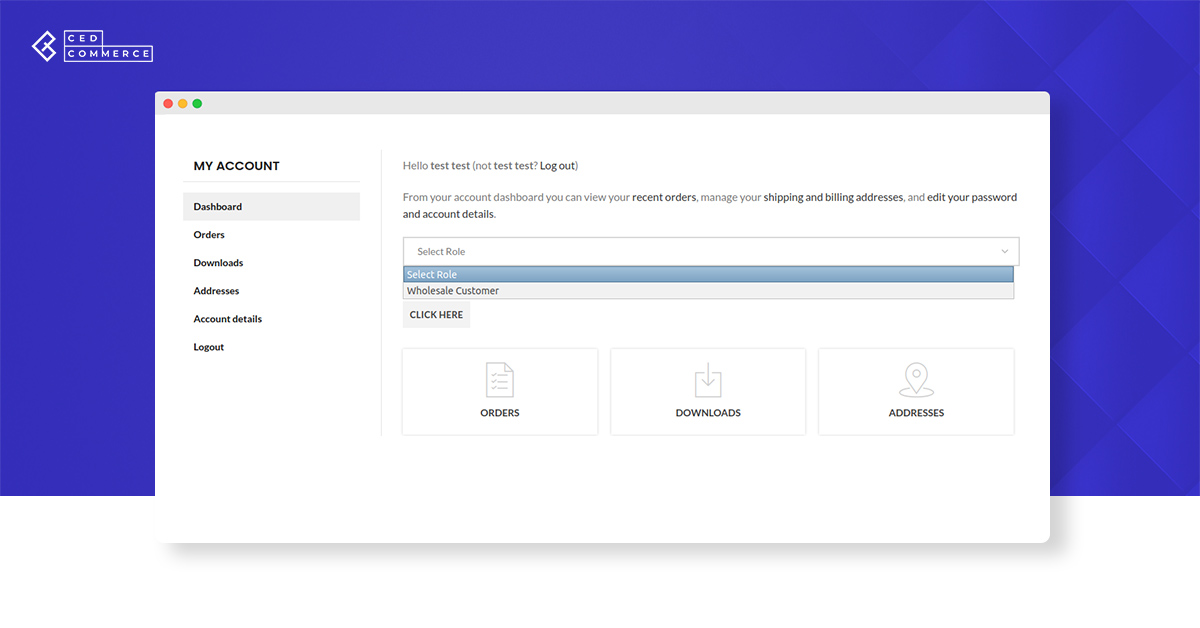 CED
COMMERCE
MY ACCOUNT
Dashboard
Orders
Downloads
Addresses
Account details
Logout
Hello test test (not test test? Log out)
From your account dashboard you can view your recent orders, manage your shipping and billing addresses, and edit your password
and account details.
Select Role
Select Role
Wholesale Customer
CLICK HERE
ORDERS
DOWNLOADS
ADDRESSES